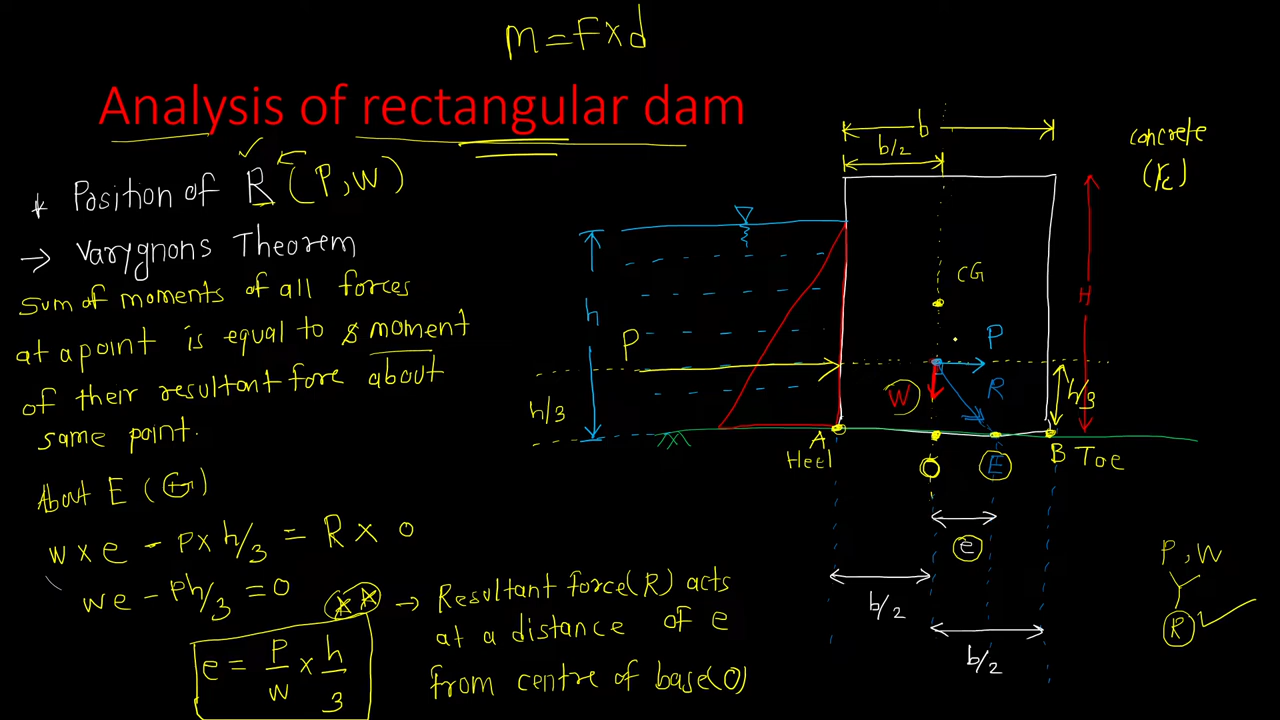 m = F x d
Analysis of rectangular dam
* Position of R (P, W)
→ Varygnons Theorem
Sum of moments of all forces
at a point is equal to moment
of their resultant fore about
same point.
About E (
W x e - P x h/3 = R x 0
we - Ph/3 = 0
e = P/W x h/3
** → Resultant force(R) acts
at a distance of e
from centre of base(O)
b
b/2
concrete
(γc)
h
H
CG
P
P
W
R
h/3
h/3
A
Heel
O
E
B Toe
e
b/2
b/2
P, W
R